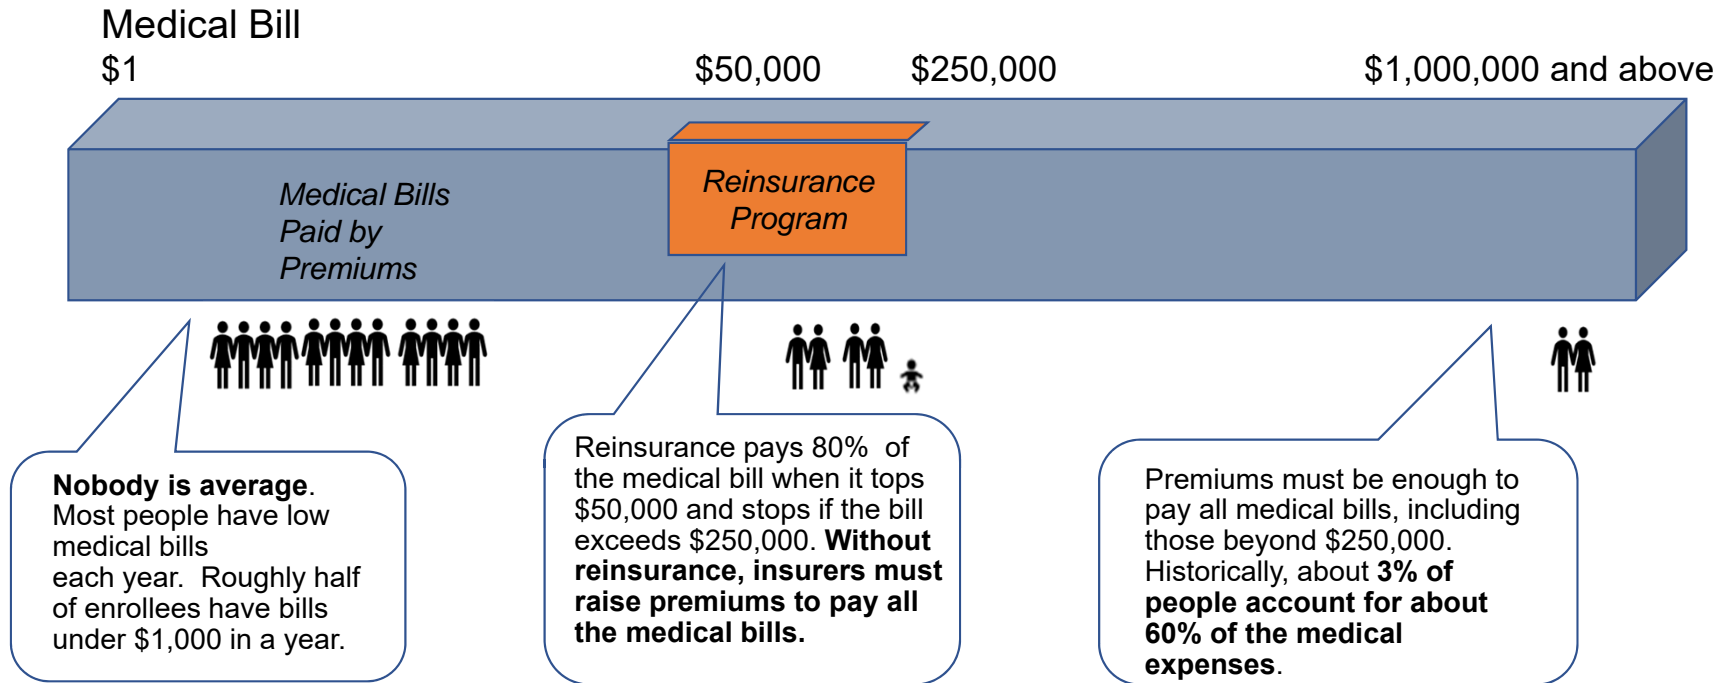 Medical Bill
$1
$50,000
$250,000
$1,000,000 and above
Medical Bills
Paid by
Premiums
Reinsurance
Program
Nobody is average.
Most people have low
medical bills
each year.  Roughly half
of enrollees have bills
under $1,000 in a year.
Reinsurance pays 80%  of
the medical bill when it tops
$50,000 and stops if the bill
exceeds $250,000. Without
reinsurance, insurers must
raise premiums to pay all
the medical bills.
Premiums must be enough to
pay all medical bills, including
those beyond $250,000.
Historically, about 3% of
people account for about
60% of the medical
expenses.